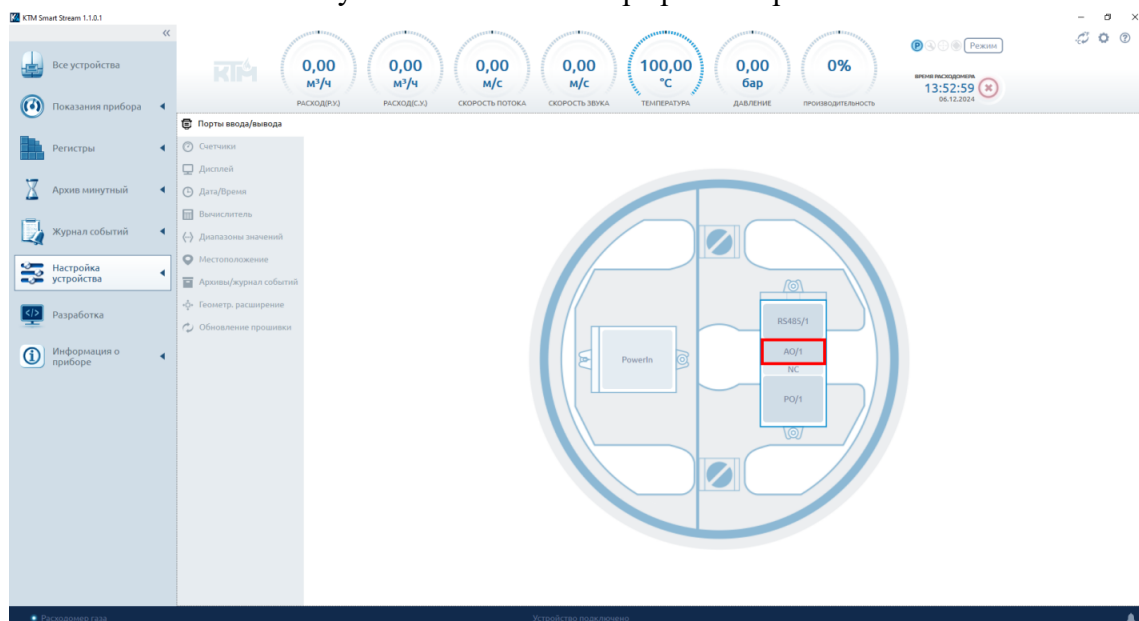 KTM Smart Stream 1.1.0.1
Все устройства
Показания прибора
Регистры
Архив минутный
Журнал событий
Настройка
устройства
Разработка
Информация о
приборе
КТМ
0,00
м³/ч
РАСХОД(Р.У.)
0,00
м³/ч
РАСХОД(С.У.)
0,00
м/с
СКОРОСТЬ ПОТОКА
0,00
м/с
СКОРОСТЬ ЗВУКА
100,00
°C
ТЕМПЕРАТУРА
0,00
бар
ДАВЛЕНИЕ
0%
ПРОИЗВОДИТЕЛЬНОСТЬ
P
Режим
ВРЕМЯ РАСХОДОМЕРА
13:52:59
06.12.2024
Порты ввода/вывода
Счетчики
Дисплей
Дата/Время
Вычислитель
Диапазоны значений
Местоположение
Архивы/журнал событий
Геометр. расширение
Обновление прошивки
PowerIn
RS485/1
AO/1
NC
PO/1
Расходомер газа
Устройство подключено